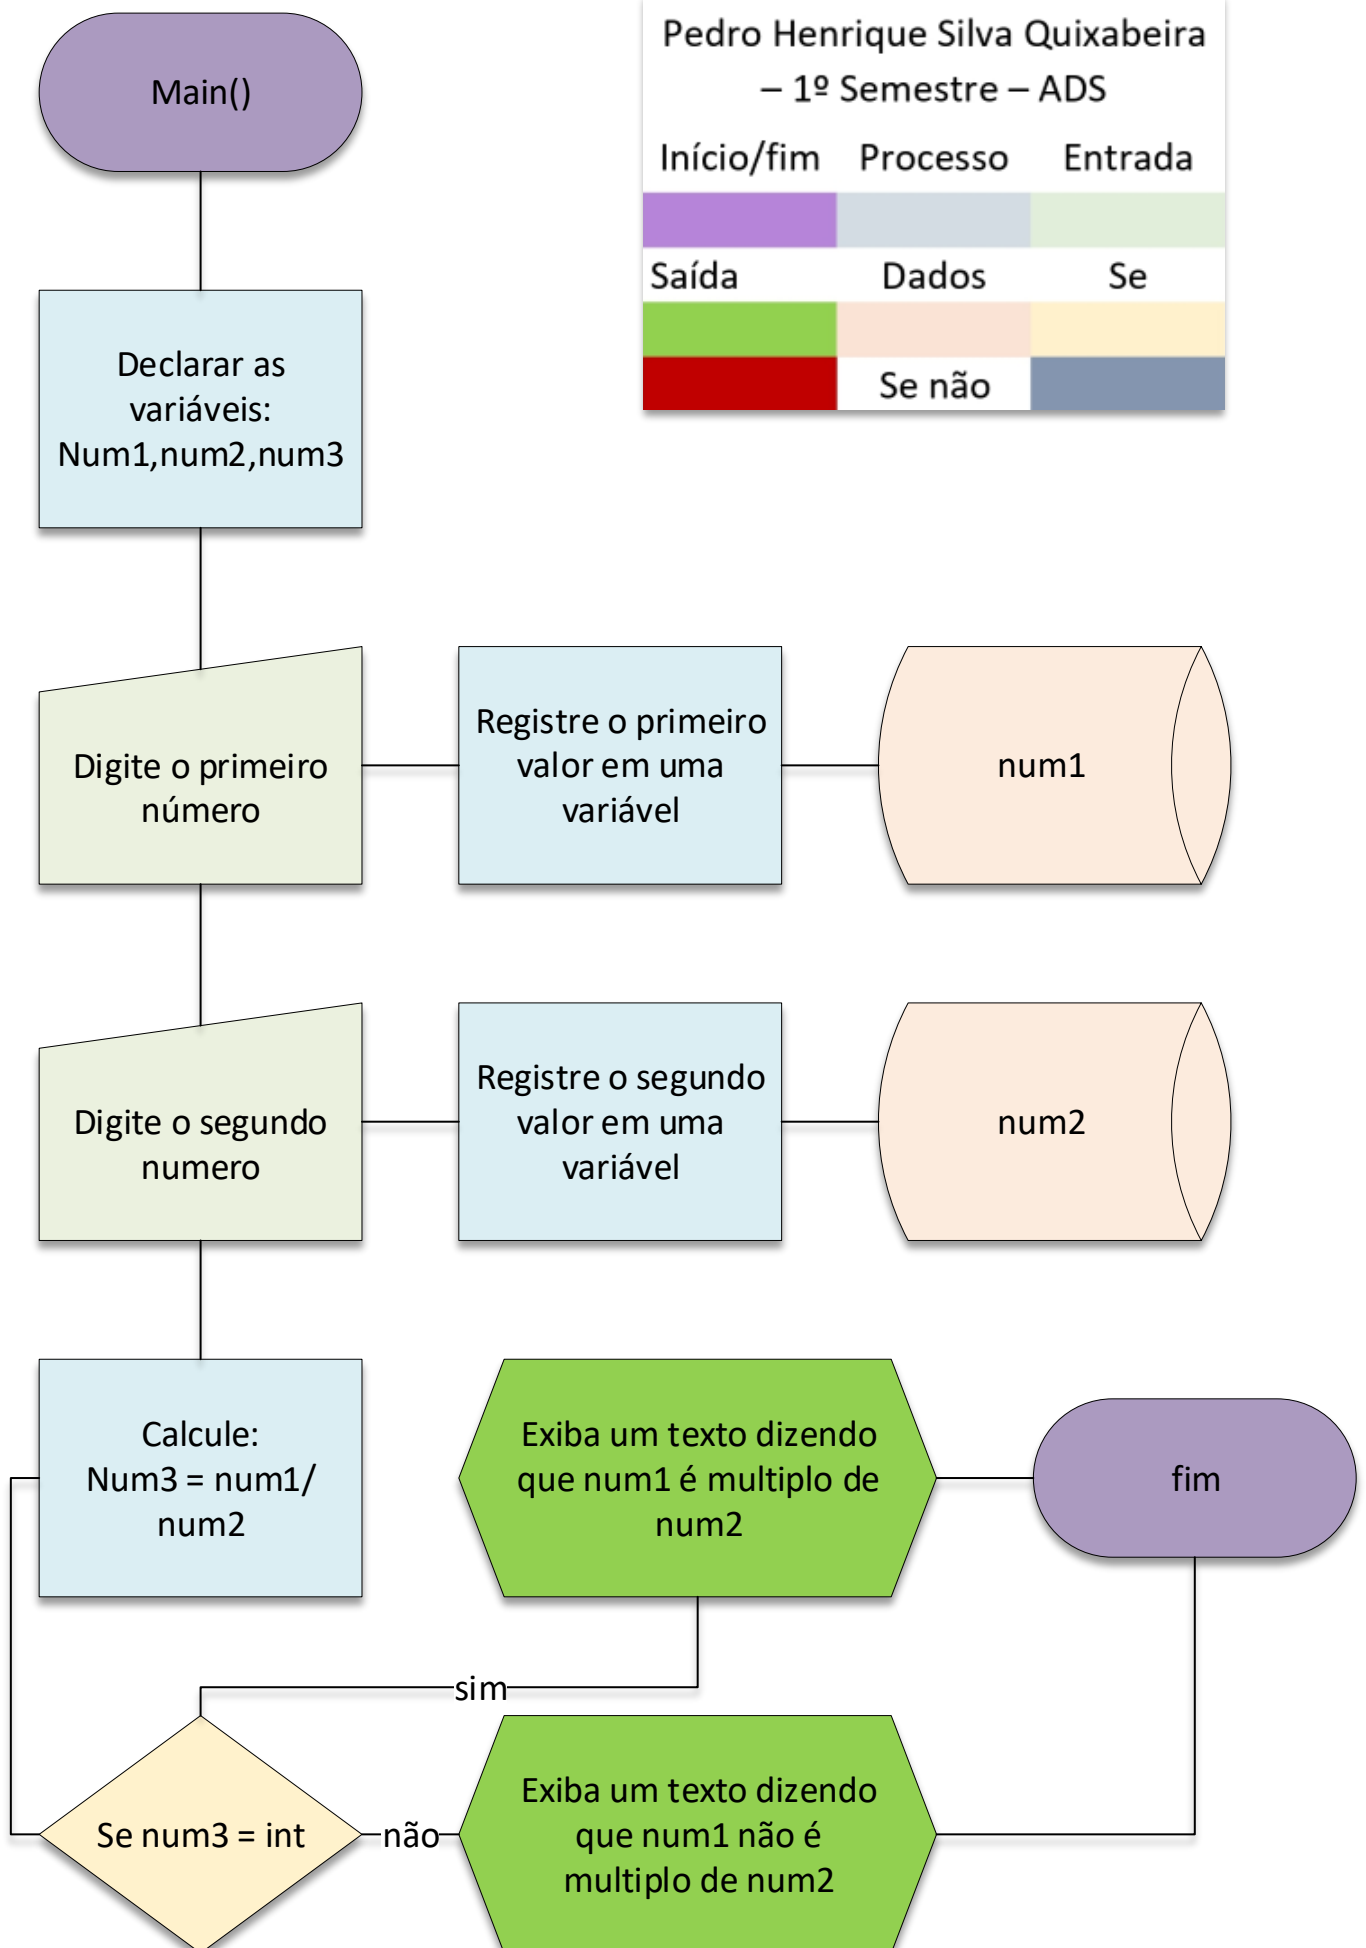 Main()
Pedro Henrique Silva Quixabeira
– 1º Semestre – ADS
Início/fim Processo Entrada
Saída Dados Se
Se não
Declarar as
variáveis:
Num1,num2,num3
Digite o primeiro
número
Registre o primeiro
valor em uma
variável
num1
Digite o segundo
numero
Registre o segundo
valor em uma
variável
num2
Calcule:
Num3 = num1/
num2
Exiba um texto dizendo
que num1 é multiplo de
num2
fim
sim
Se num3 = int
não
Exiba um texto dizendo
que num1 não é
multiplo de num2